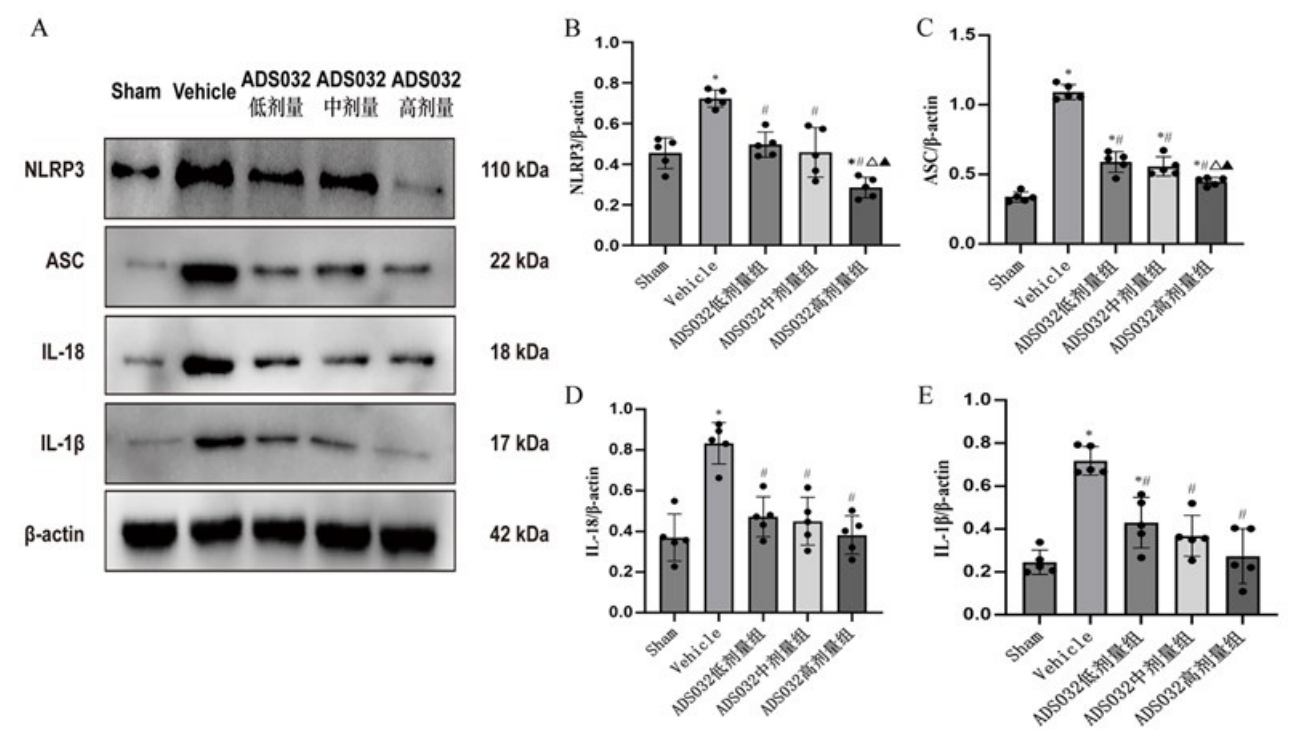 A
Sham Vehicle ADS032 低剂量 ADS032 中剂量 ADS032 高剂量
NLRP3 110 kDa
ASC 22 kDa
IL-18 18 kDa
IL-1β 17 kDa
β-actin 42 kDa
B
NLRP3/β-actin
1.0
0.8
0.6
0.4
0.2
0.0
*
#
#
*#△▲
Sham
Vehicle
ADS032低剂量组
ADS032中剂量组
ADS032高剂量组
C
ASC/β-actin
1.5
1.0
0.5
0.0
*
*#
*#
*#△▲
Sham
Vehicle
ADS032低剂量组
ADS032中剂量组
ADS032高剂量组
D
IL-18/β-actin
1.0
0.8
0.6
0.4
0.2
0.0
*
#
#
#
Sham
Vehicle
ADS032低剂量组
ADS032中剂量组
ADS032高剂量组
E
IL-1β/β-actin
1.0
0.8
0.6
0.4
0.2
0.0
*
*#
#
#
Sham
Vehicle
ADS032低剂量组
ADS032中剂量组
ADS032高剂量组